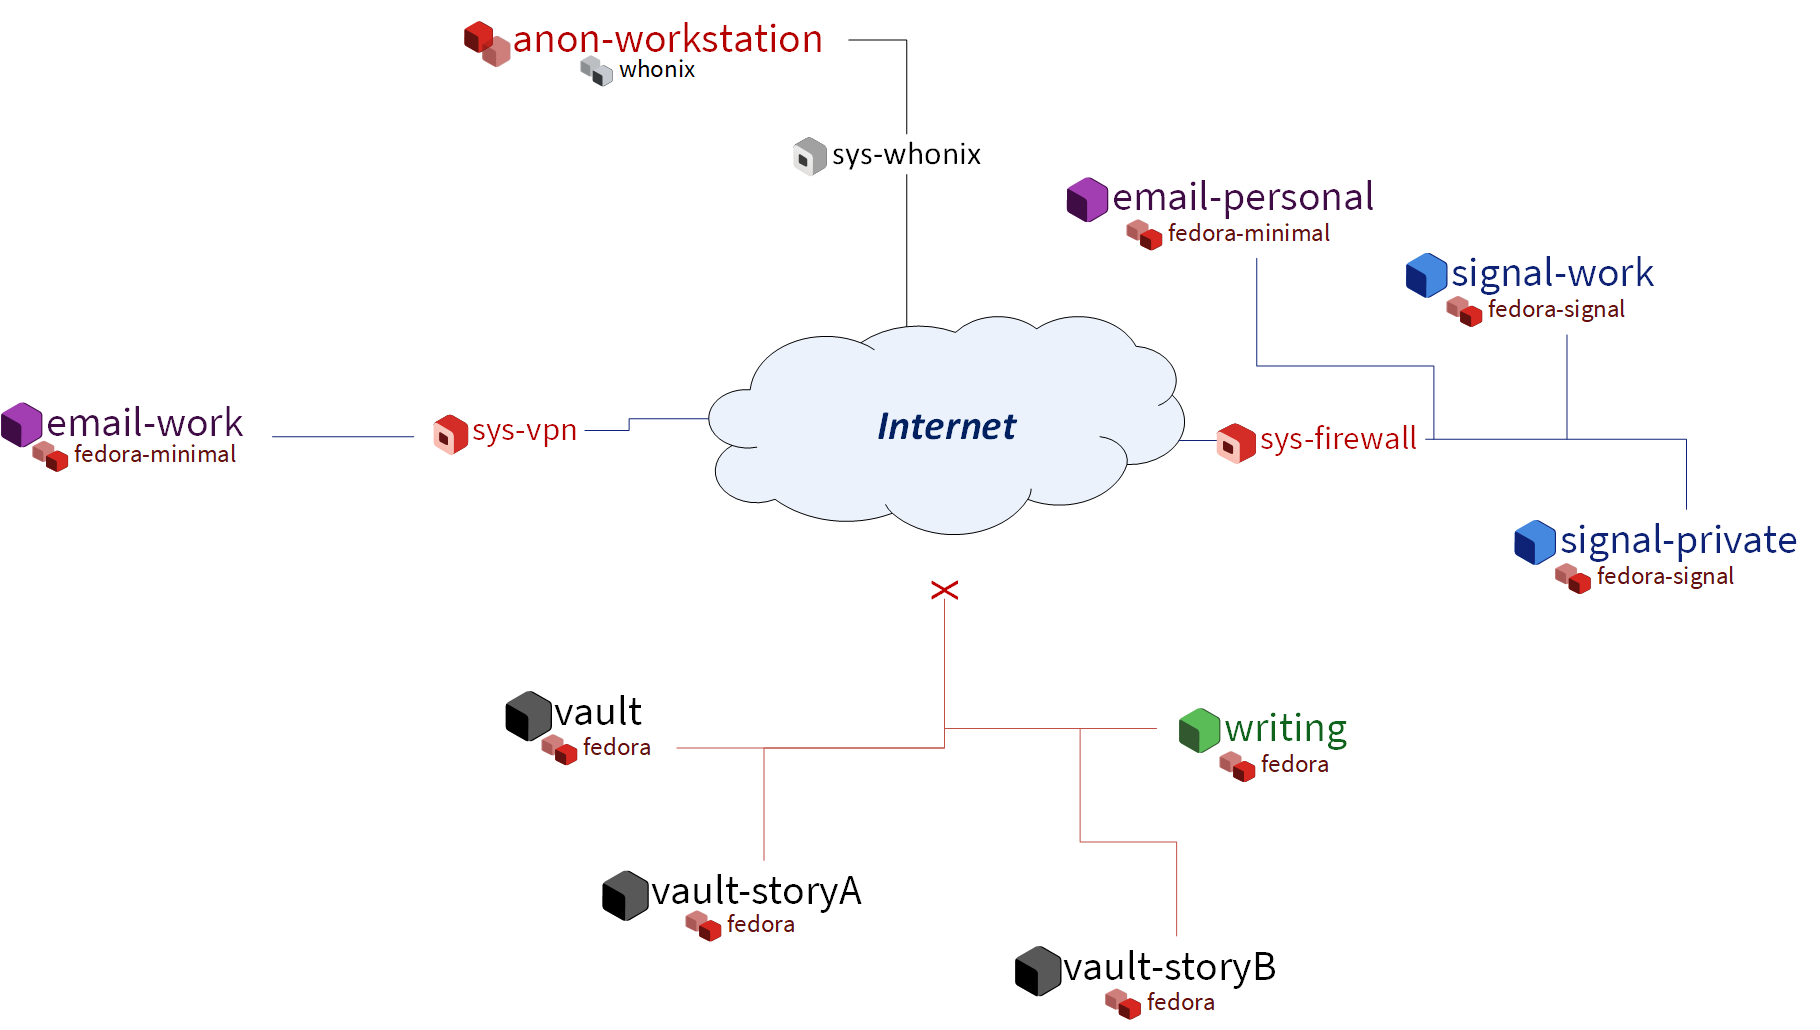 anon-workstation
whonix
sys-whonix
email-personal
fedora-minimal
signal-work
fedora-signal
email-work
fedora-minimal
sys-vpn
Internet
sys-firewall
signal-private
fedora-signal
vault
fedora
writing
fedora
vault-storyA
fedora
vault-storyB
fedora